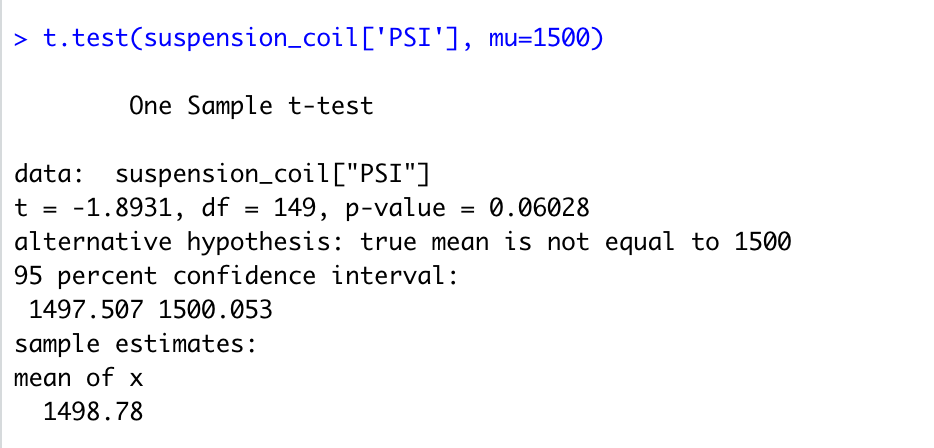 > t.test(suspension_coil['PSI'], mu=1500)
One Sample t-test
data:  suspension_coil["PSI"]
t = -1.8931, df = 149, p-value = 0.06028
alternative hypothesis: true mean is not equal to 1500
95 percent confidence interval:
1497.507 1500.053
sample estimates:
mean of x
1498.78